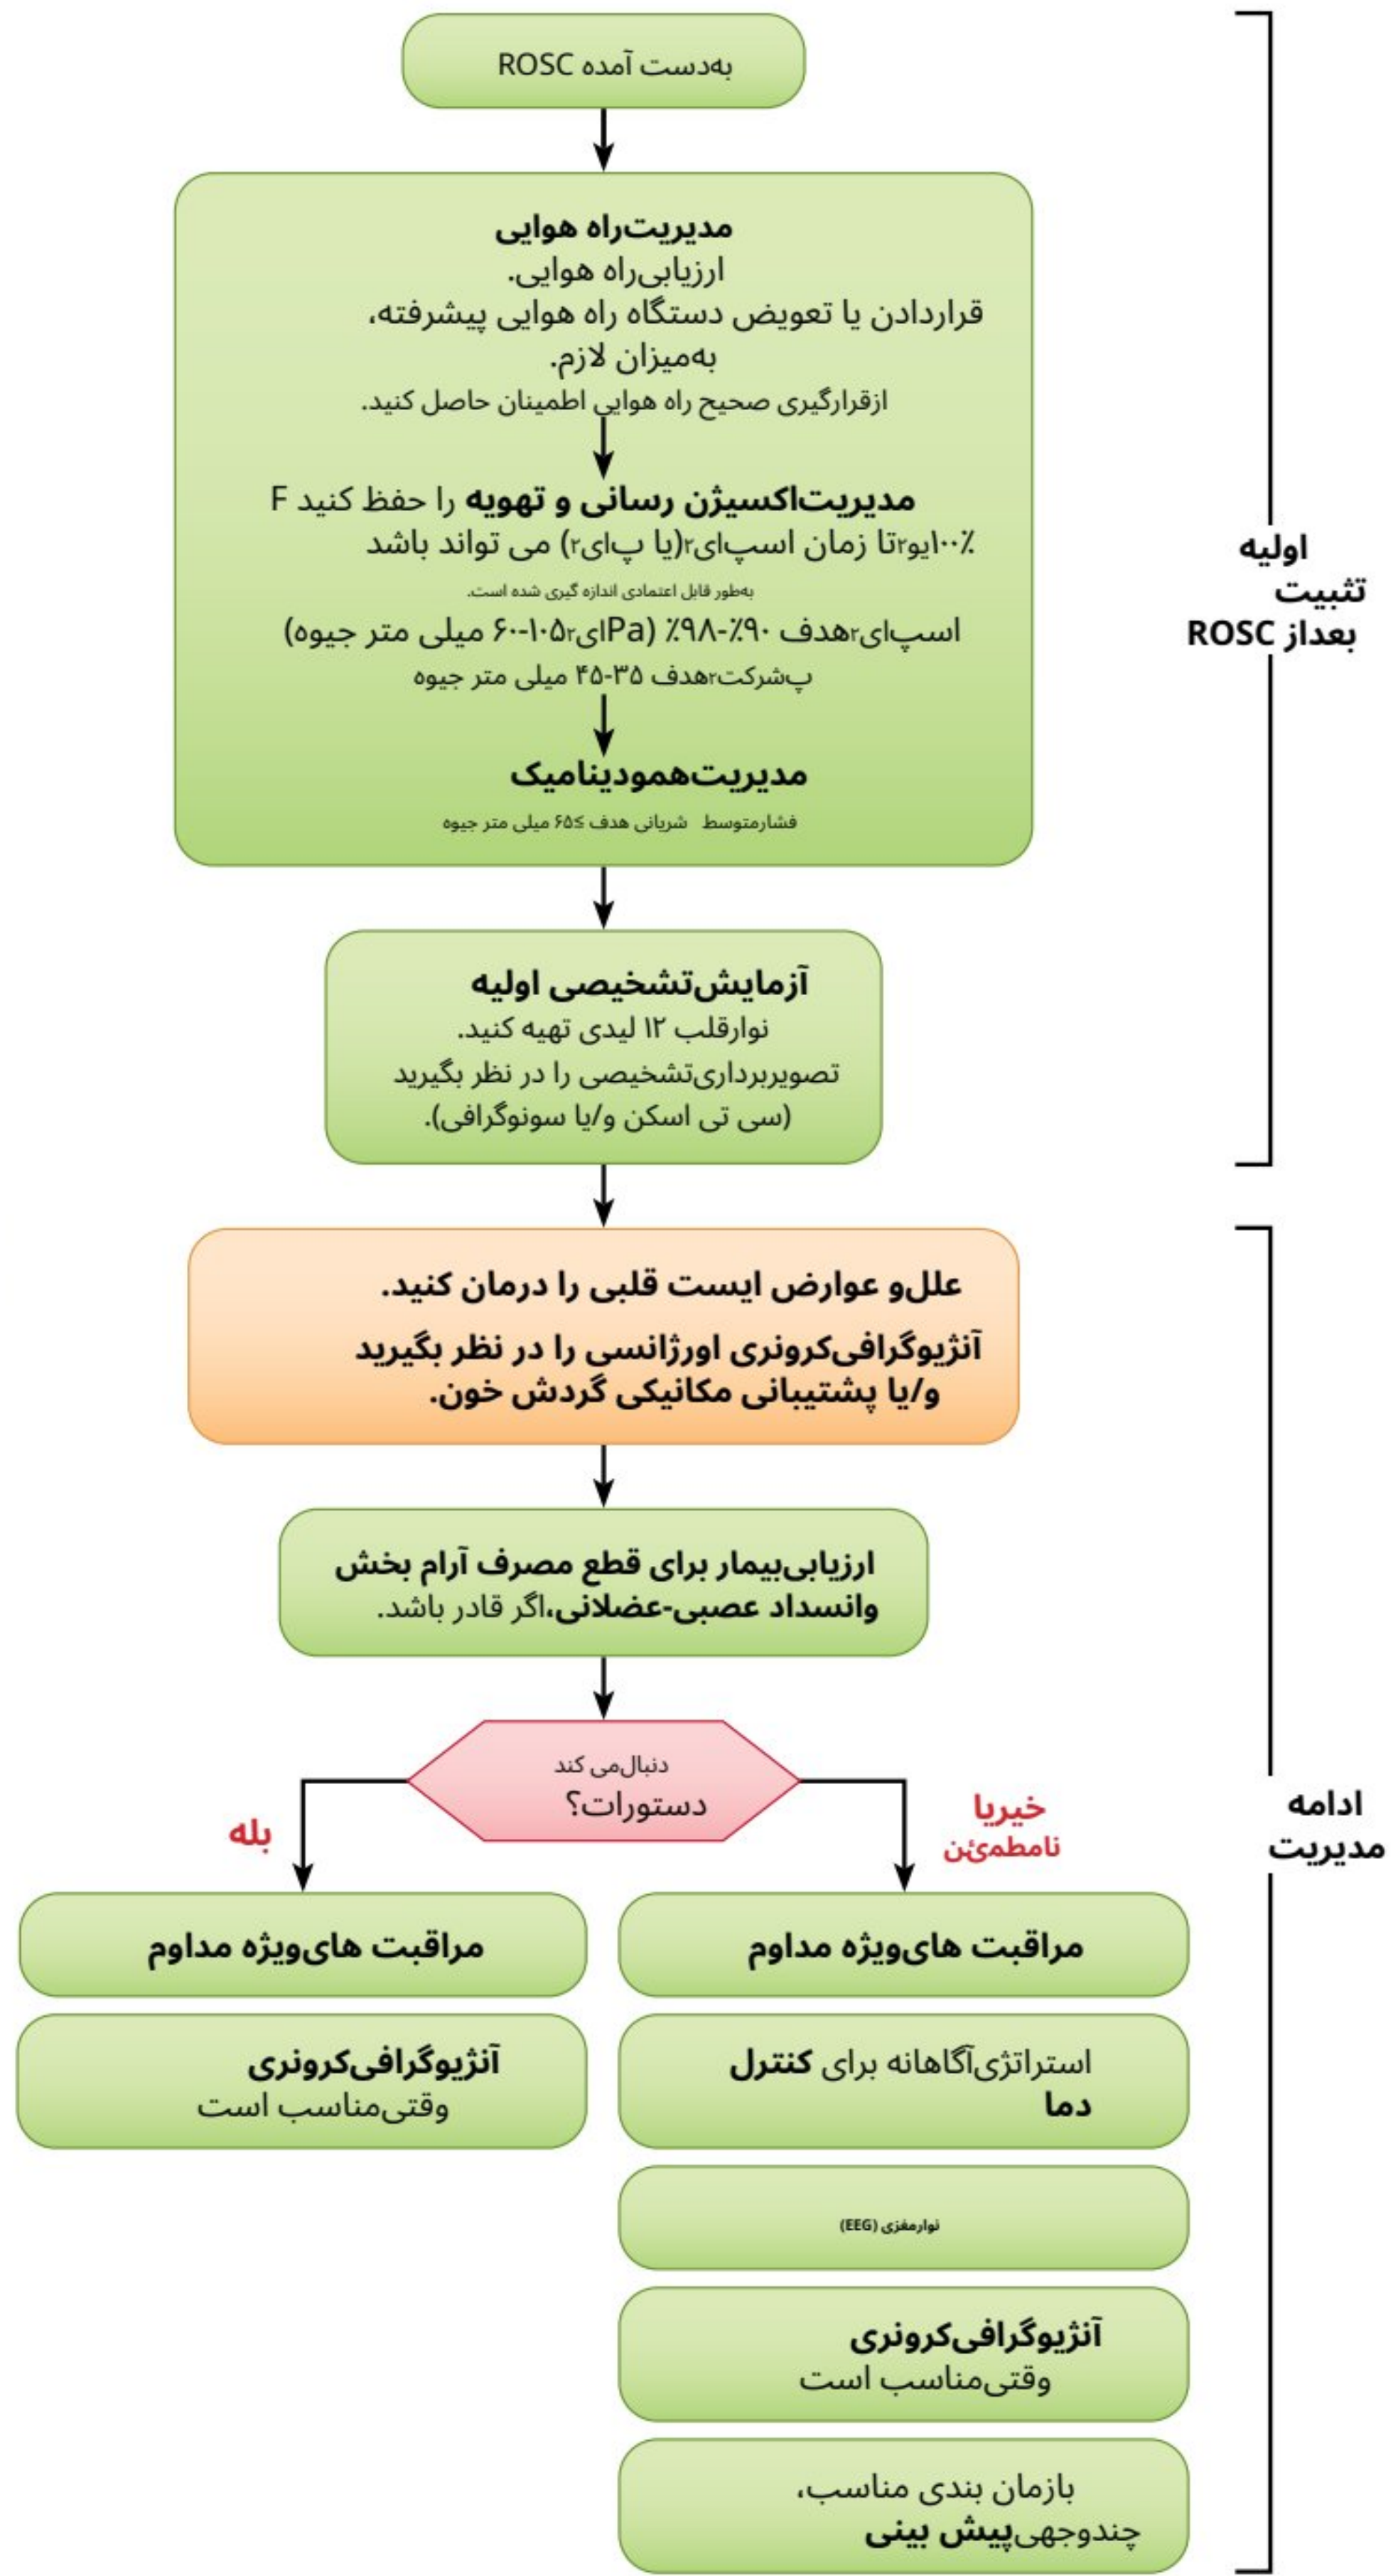 به‌دست آمده ROSC
مدیریت‌راه هوایی
ارزیابی‌راه هوایی.
قراردادن یا تعویض دستگاه راه هوایی پیشرفته،
به‌میزان لازم.
ازقرارگیری صحیح راه هوایی اطمینان حاصل کنید.
مدیریت‌اکسیژن رسانی و تهویه را حفظ کنید F
۱۰۰٪یو۲تا زمان اسپ‌ای۲(یا پ‌ای۲) می تواند باشد
به‌طور قابل اعتمادی اندازه گیری شده است.
اسپ‌ای۲هدف ۹۰٪-۹۸٪ (Paای۲۶۰-۱۰۵ میلی متر جیوه)
پ‌شرکت۲هدف ۳۵-۴۵ میلی متر جیوه
مدیریت‌همودینامیک
فشارمتوسط شریانی هدف ≥۶۵ میلی متر جیوه
آزمایش‌تشخیصی اولیه
نوارقلب ۱۲ لیدی تهیه کنید.
تصویربرداری‌تشخیصی را در نظر بگیرید
(سی تی اسکن و/یا سونوگرافی).
اولیه
تثبیت
بعداز ROSC
علل‌و عوارض ایست قلبی را درمان کنید.
آنژیوگرافی‌کرونری اورژانسی را در نظر بگیرید
و/یا پشتیبانی مکانیکی گردش خون.
ارزیابی‌بیمار برای قطع مصرف آرام بخش
وانسداد عصبی-عضلانی،اگر قادر باشد.
دنبال‌می کند
دستورات؟
بله
خیریا
نامطمئن
ادامه
مدیریت
مراقبت های‌ویژه مداوم
آنژیوگرافی‌کرونری
وقتی‌مناسب است
مراقبت های‌ویژه مداوم
استراتژی‌آگاهانه برای کنترل
دما
نوارمغزی (EEG)
آنژیوگرافی‌کرونری
وقتی‌مناسب است
بازمان بندی مناسب،
چندوجهی‌پیش بینی